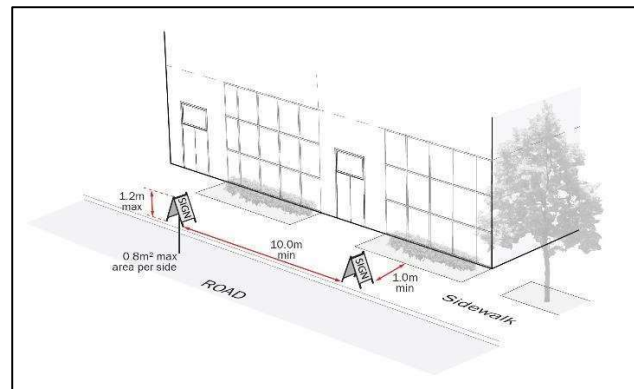 1.2m
max
SIGN
0.8m² max
area per side
10.0m
min
SIGN
1.0m
min
ROAD
Sidewalk